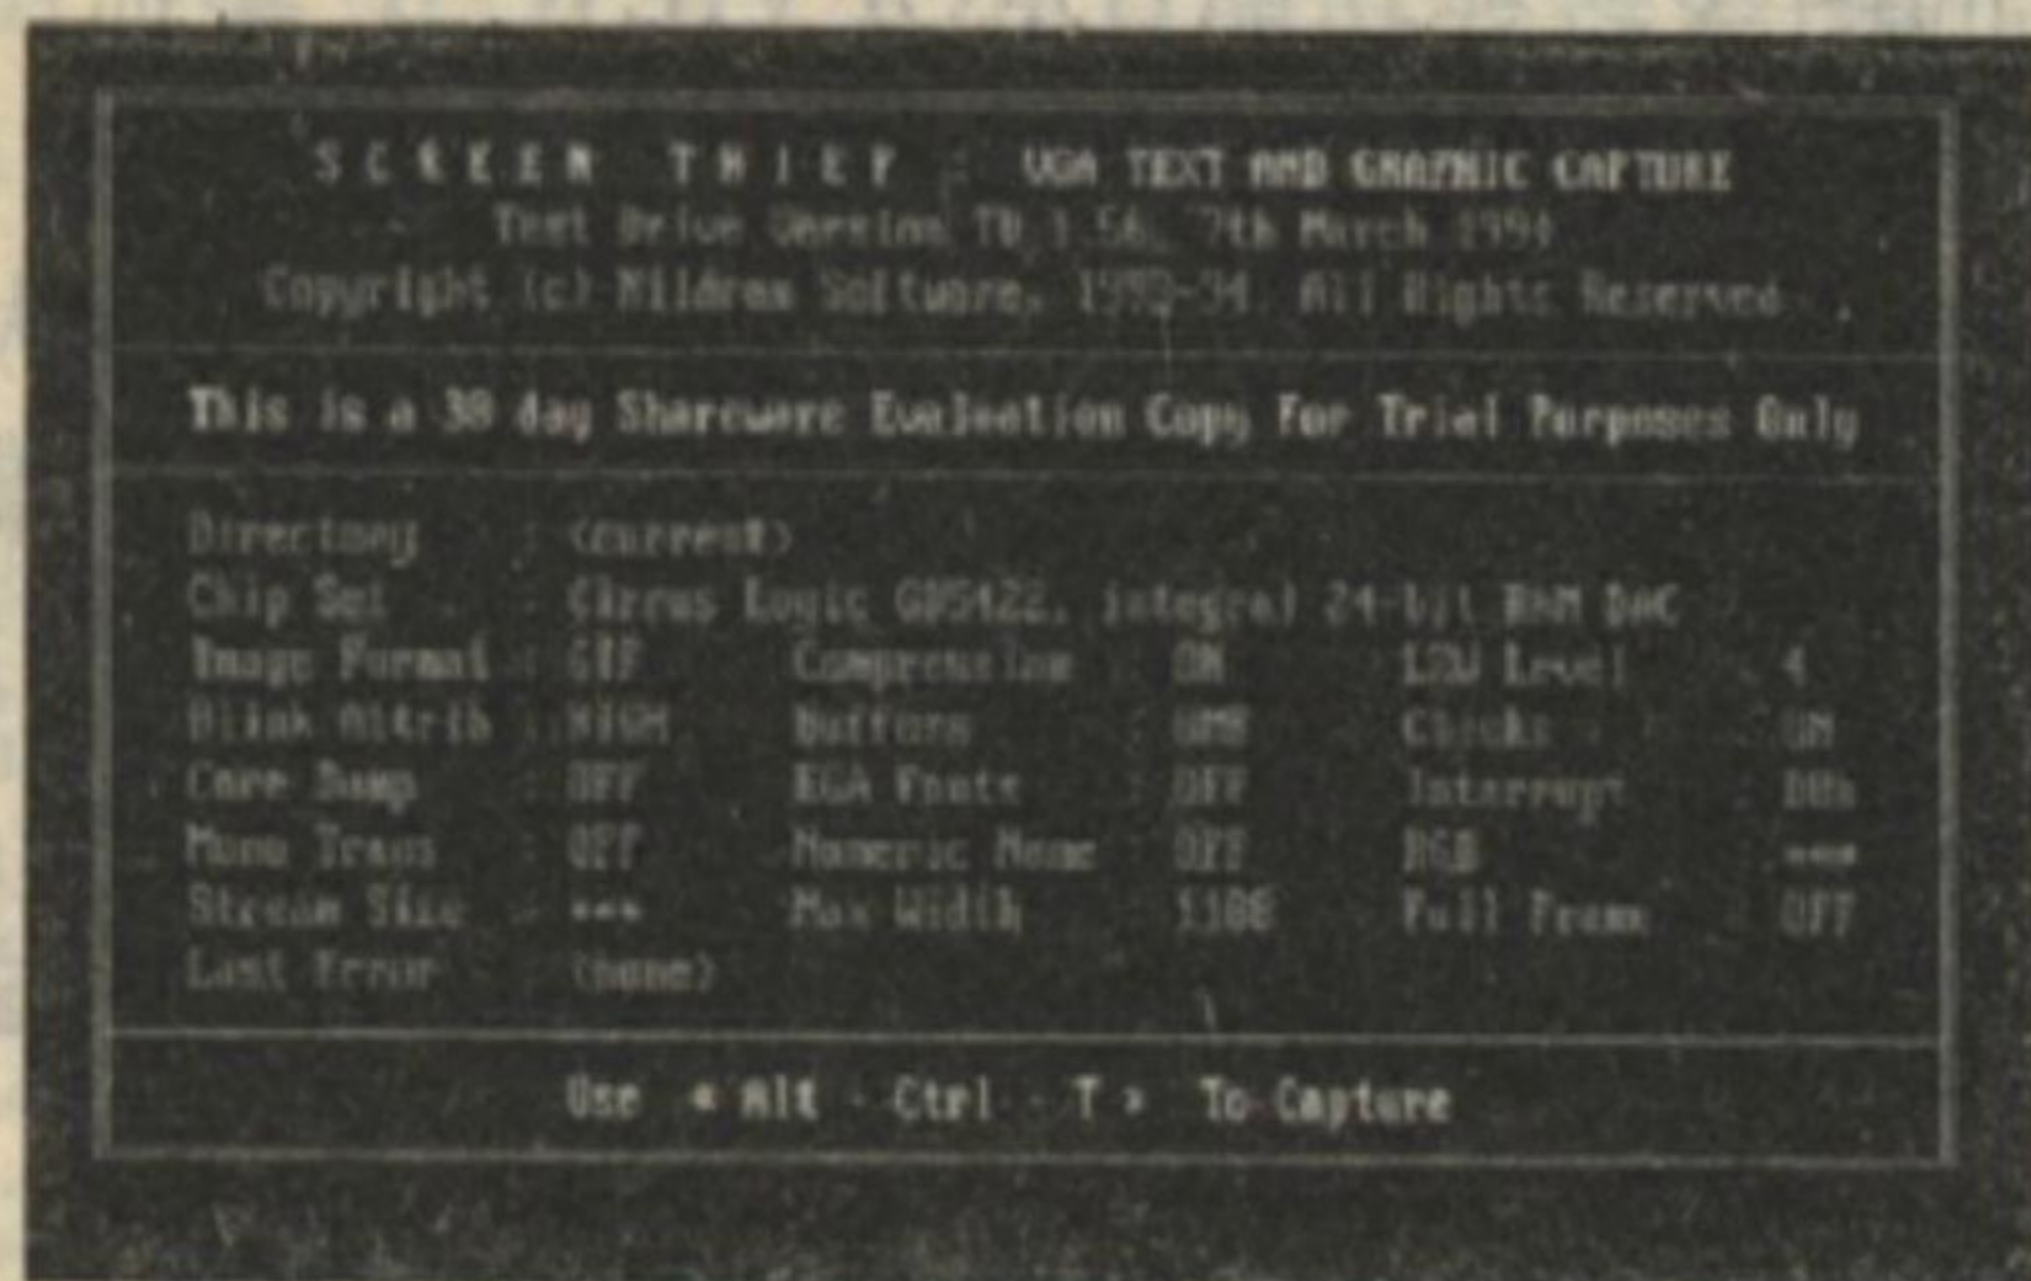 S C R E E N   T H I E F - VGA TEXT AND GRAPHIC CAPTURE
Test Drive Version TD 1.56, 7th March 1994
Copyright (c) Nildram Software, 1990-94. All Rights Reserved
This is a 30 day Shareware Evaluation Copy For Trial Purposes Only
Directory : <current>
Chip Set : Cirrus Logic GD5422, integral 24-bit RAM DAC
Image Format : GIF Compression : ON LZW Level : 4
Blink Attrib : HIGH Buffers : UMB Clicks : ON
Core Dump : OFF EGA Fonts : OFF Interrupt :
Mono Trans : OFF Numeric Name : OFF RGB : ***
Stream Size : *** Max Width : Full Frame : OFF
Last Error : (none)
Use < Alt - Ctrl - T > To Capture